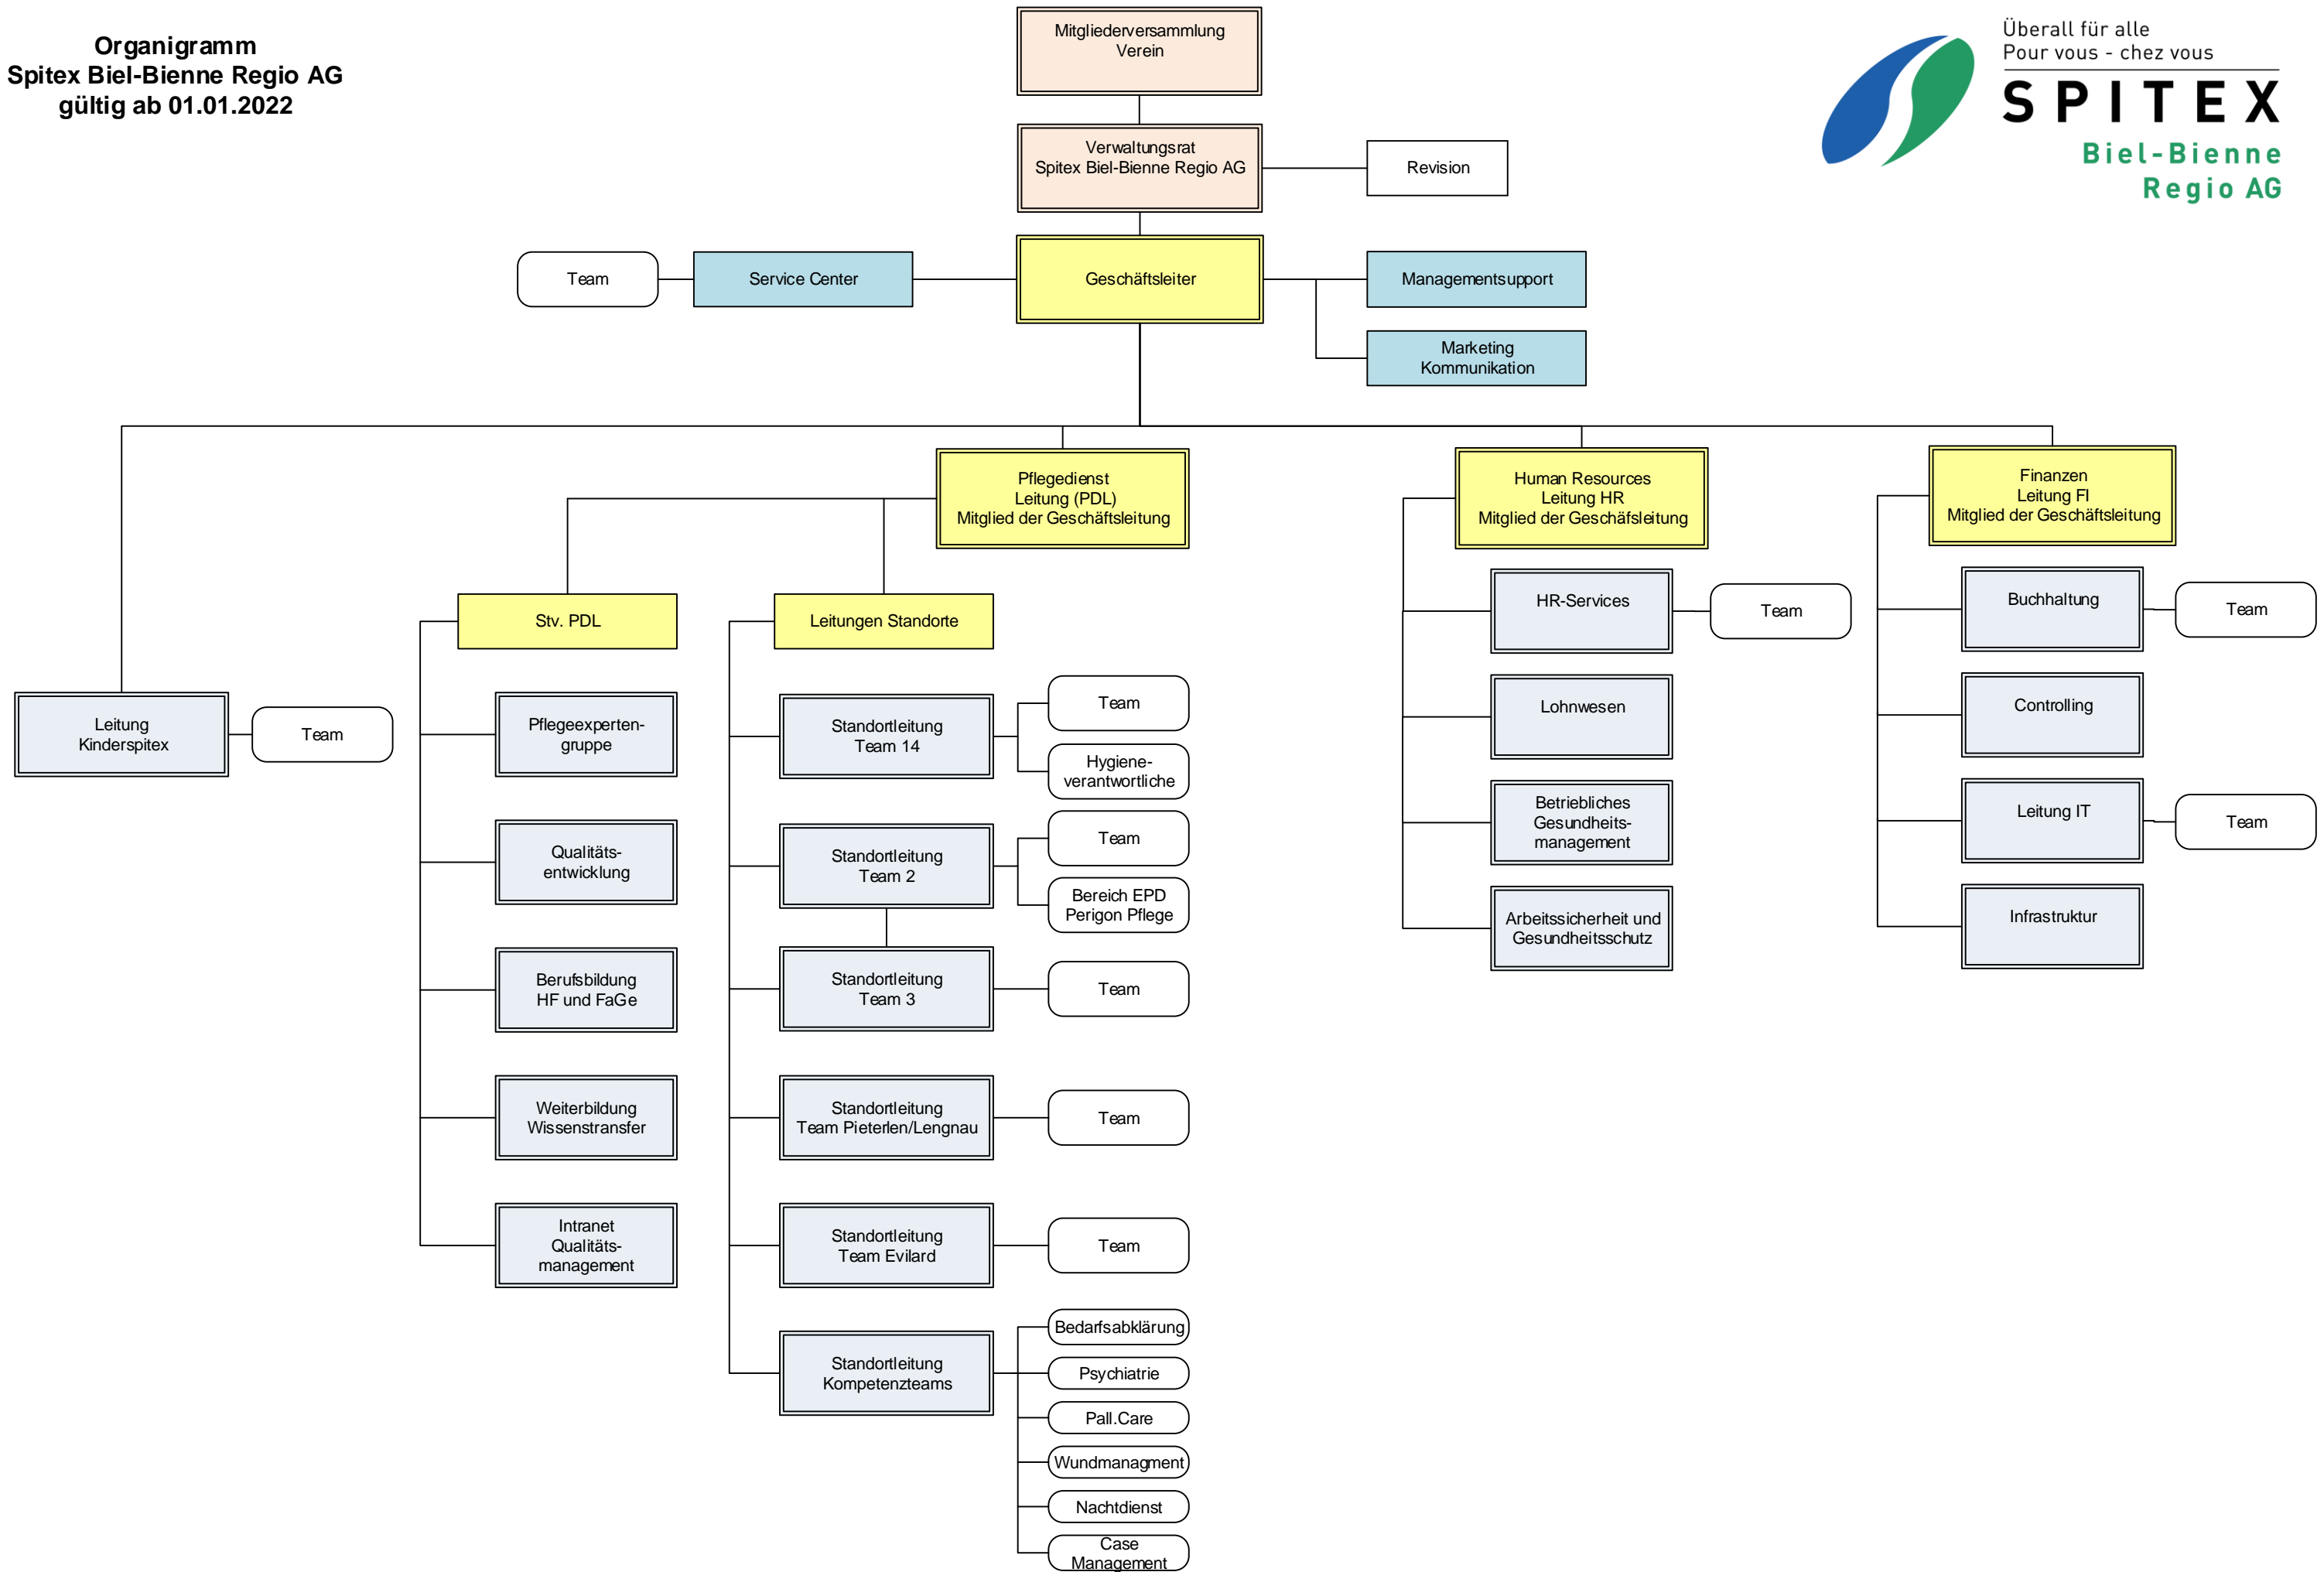 Organigramm
Spitex Biel-Bienne Regio AG
gültig ab 01.01.2022
Überall für alle
Pour vous - chez vous
SPITEX
Biel-Bienne
Regio AG
Mitgliederversammlung
Verein
Verwaltungsrat
Spitex Biel-Bienne Regio AG
Revision
Team
Service Center
Geschäftsleiter
Managementsupport
Marketing
Kommunikation
Pflegedienst
Leitung (PDL)
Mitglied der Geschäftsleitung
Human Resources
Leitung HR
Mitglied der Geschäfsleitung
Finanzen
Leitung FI
Mitglied der Geschäftsleitung
Leitung
Kinderspitex
Team
Stv. PDL
Pflegeexperten-
gruppe
Qualitäts-
entwicklung
Berufsbildung
HF und FaGe
Weiterbildung
Wissenstransfer
Intranet
Qualitäts-
management
Leitungen Standorte
Standortleitung
Team 14
Team
Hygiene-
verantwortliche
Standortleitung
Team 2
Team
Bereich EPD
Perigon Pflege
Standortleitung
Team 3
Team
Standortleitung
Team Pieterlen/Lengnau
Team
Standortleitung
Team Evilard
Team
Standortleitung
Kompetenzteams
Bedarfsabklärung
Psychiatrie
Pall.Care
Wundmanagment
Nachtdienst
Case
Management
HR-Services
Team
Lohnwesen
Betriebliches
Gesundheits-
management
Arbeitssicherheit und
Gesundheitsschutz
Buchhaltung
Team
Controlling
Leitung IT
Team
Infrastruktur